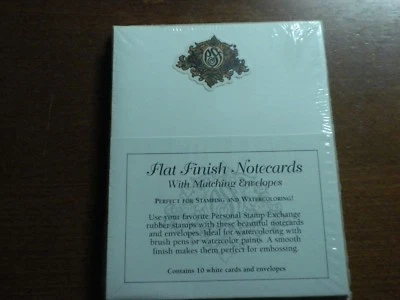 PSX
Flat Finish Notecards
With Matching Envelopes
PERFECT FOR STAMPING AND WATERCOLORING!
Use your favorite Personal Stamp Exchange
rubber stamps with these beautiful notecards
and envelopes. Ideal for watercoloring with
brush pens or watercolor paints. A smooth
finish makes them perfect for embossing.
Contains 10 white cards and envelopes